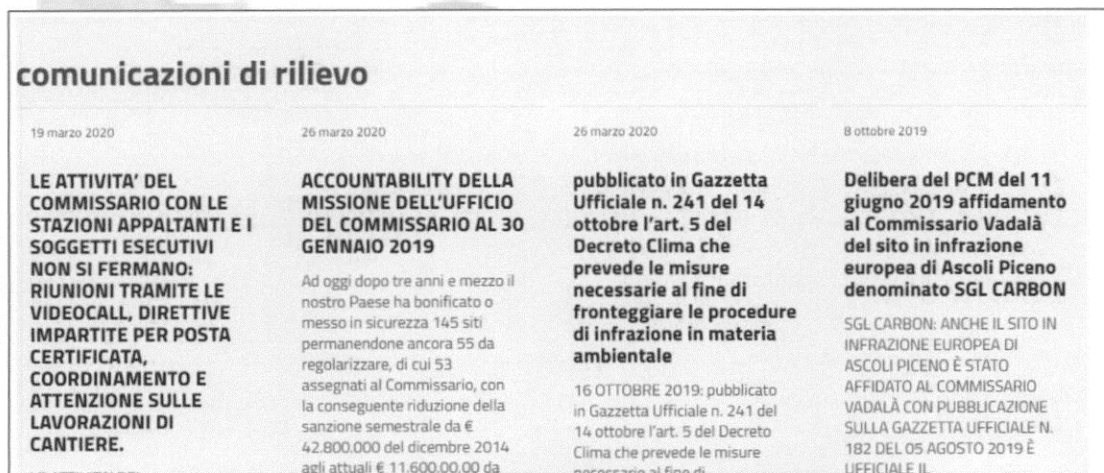 comunicazioni di rilievo
19 marzo 2020
LE ATTIVITA' DEL
COMMISSARIO CON LE
STAZIONI APPALTANTI E I
SOGGETTI ESECUTIVI
NON SI FERMANO:
RIUNIONI TRAMITE LE
VIDEOCALL, DIRETTIVE
IMPARTITE PER POSTA
CERTIFICATA,
COORDINAMENTO E
ATTENZIONE SULLE
LAVORAZIONI DI
CANTIERE.
26 marzo 2020
ACCOUNTABILITY DELLA
MISSIONE DELL'UFFICIO
DEL COMMISSARIO AL 30
GENNAIO 2019
Ad oggi dopo tre anni e mezzo il
nostro Paese ha bonificato o
messo in sicurezza 145 siti
permanendone ancora 55 da
regolarizzare, di cui 53
assegnati al Commissario, con
la conseguente riduzione della
sanzione semestrale da €
42.800.000 del dicembre 2014
agli attuali € 11.600.00,00 da
26 marzo 2020
pubblicato in Gazzetta
Ufficiale n. 241 del 14
ottobre l'art. 5 del
Decreto Clima che
prevede le misure
necessarie al fine di
fronteggiare le procedure
di infrazione in materia
ambientale
16 OTTOBRE 2019: pubblicato
in Gazzetta Ufficiale n. 241 del
14 ottobre l'art. 5 del Decreto
Clima che prevede le misure
necessarie al fine di
8 ottobre 2019
Delibera del PCM del 11
giugno 2019 affidamento
al Commissario Vadalà
del sito in infrazione
europea di Ascoli Piceno
denominato SGL CARBON
SGL CARBON: ANCHE IL SITO IN
INFRAZIONE EUROPEA DI
ASCOLI PICENO È STATO
AFFIDATO AL COMMISSARIO
VADALÀ CON PUBBLICAZIONE
SULLA GAZZETTA UFFICIALE N.
182 DEL 05 AGOSTO 2019 È
UFFICIALE IL